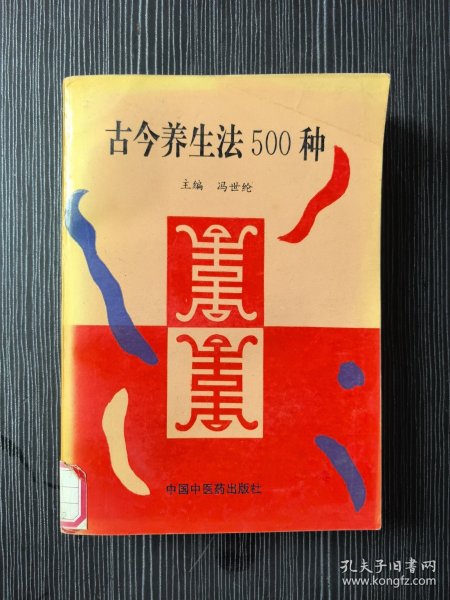 古今养生法500种
主编 冯世纶
中国中医药出版社
孔夫子旧书网
www.kongfz.com